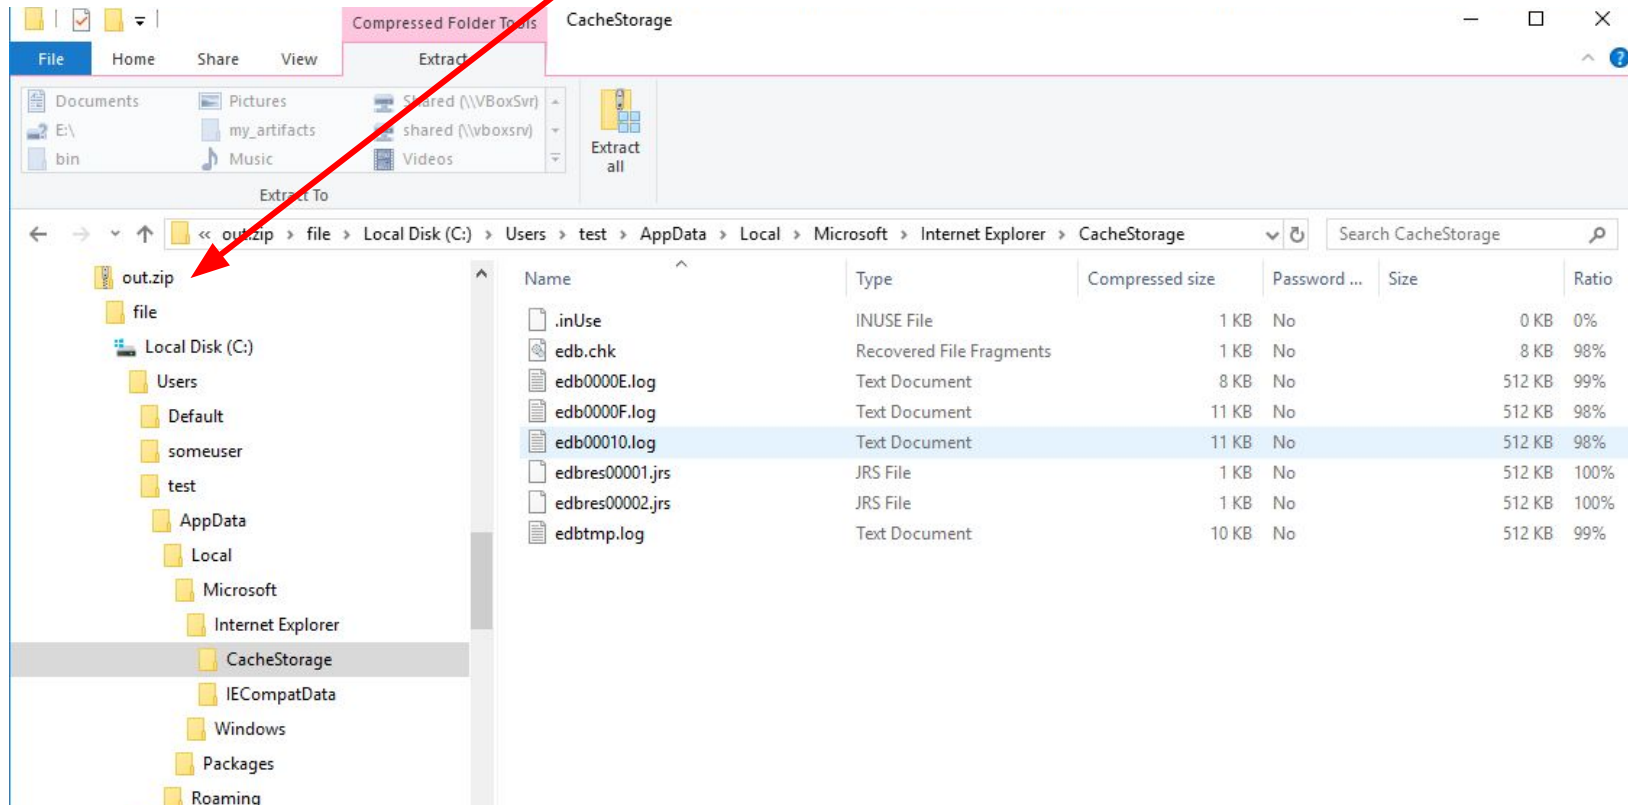 Compressed Folder Tools CacheStorage
File Home Share View Extract
Documents Pictures Shared (\\VBoxSvr)
E:\ my_artifacts shared (\\vboxsrv)
bin Music Videos
Extract all
Extract To
« out.zip › file › Local Disk (C:) › Users › test › AppData › Local › Microsoft › Internet Explorer › CacheStorage Search CacheStorage
out.zip
file
Local Disk (C:)
Users
Default
someuser
test
AppData
Local
Microsoft
Internet Explorer
CacheStorage
IECompatData
Windows
Packages
Roaming
Name Type Compressed size Password ... Size Ratio
.inUse INUSE File 1 KB No 0 KB 0%
edb.chk Recovered File Fragments 1 KB No 8 KB 98%
edb0000E.log Text Document 8 KB No 512 KB 99%
edb0000F.log Text Document 11 KB No 512 KB 98%
edb00010.log Text Document 11 KB No 512 KB 98%
edbres00001.jrs JRS File 1 KB No 512 KB 100%
edbres00002.jrs JRS File 1 KB No 512 KB 100%
edbtmp.log Text Document 10 KB No 512 KB 99%